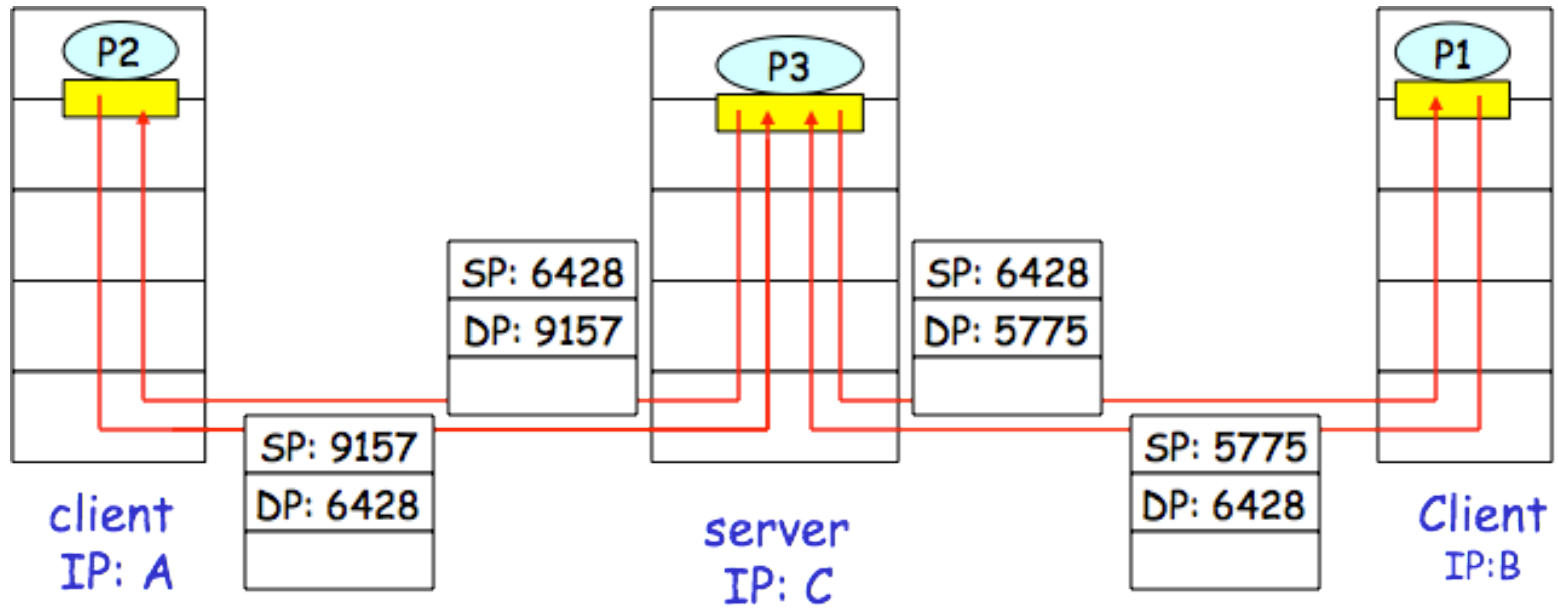 P2
P3
P1
SP: 6428
DP: 9157
SP: 6428
DP: 5775
SP: 9157
DP: 6428
SP: 5775
DP: 6428
client
IP: A
server
IP: C
Client
IP:B